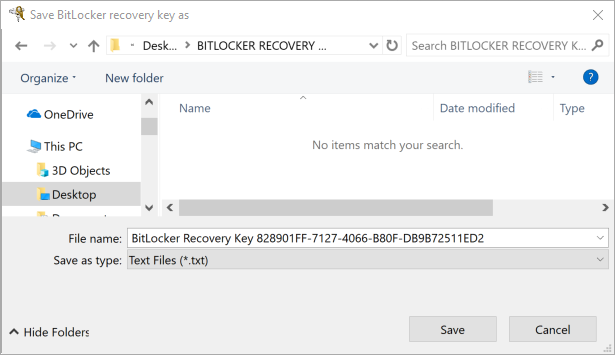 Save BitLocker recovery key as
Desk... › BITLOCKER RECOVERY ...
Search BITLOCKER RECOVERY K...
Organize
New folder
?
Name
Date modified
Type
OneDrive
This PC
3D Objects
Desktop
No items match your search.
File name:
BitLocker Recovery Key 828901FF-7127-4066-B80F-DB9B72511ED2
Save as type:
Text Files (*.txt)
Hide Folders
Save
Cancel